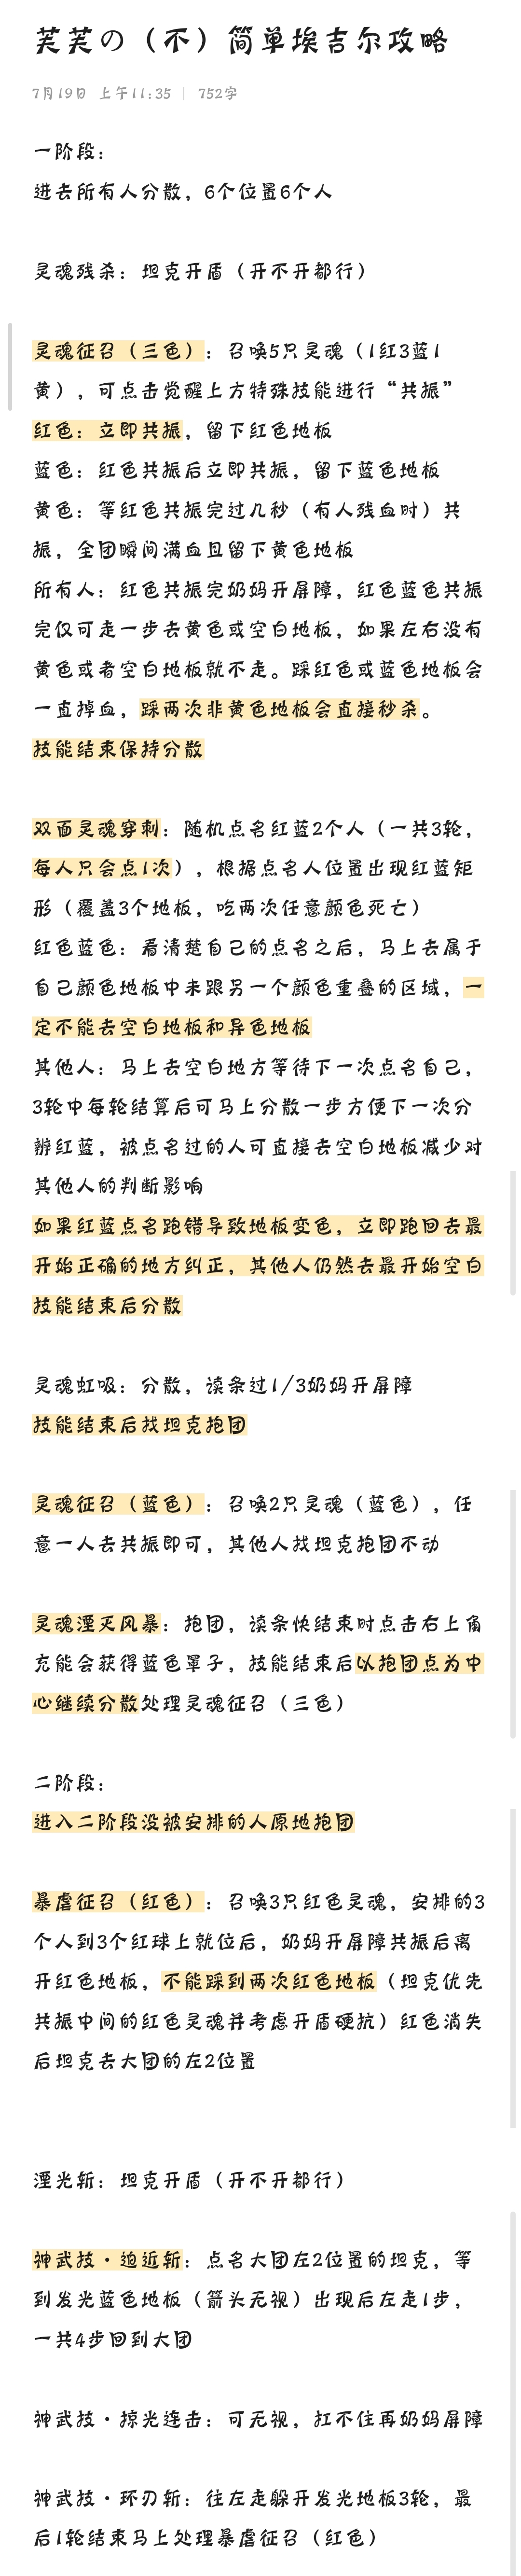 芙芙の（不）简单埃吉尔攻略
7月19日 上午11:35 | 752字
一阶段：
进去所有人分散，6个位置6个人
灵魂残杀：坦克开盾（开不开都行）
灵魂征召（三色）：召唤5只灵魂（1红3蓝1
黄），可点击觉醒上方特殊技能进行“共振”
红色：立即共振，留下红色地板
蓝色：红色共振后立即共振，留下蓝色地板
黄色：等红色共振完过几秒（有人残血时）共
振，全团瞬间满血且留下黄色地板
所有人：红色共振完奶妈开屏障，红色蓝色共振
完仅可走一步去黄色或空白地板，如果左右没有
黄色或者空白地板就不走。踩红色或蓝色地板会
一直掉血，踩两次非黄色地板会直接秒杀。
技能结束保持分散
双面灵魂穿刺：随机点名红蓝2个人（一共3轮，
每人只会点1次），根据点名人位置出现红蓝矩
形（覆盖3个地板，吃两次任意颜色死亡）
红色蓝色：看清楚自己的点名之后，马上去属于
自己颜色地板中未跟另一个颜色重叠的区域，一
定不能去空白地板和异色地板
其他人：马上去空白地方等待下一次点名自己，
3轮中每轮结算后可马上分散一步方便下一次分
辨红蓝，被点名过的人可直接去空白地板减少对
其他人的判断影响
如果红蓝点名跑错导致地板变色，立即跑回去最
开始正确的地方纠正，其他人仍然去最开始空白
技能结束后分散
灵魂虹吸：分散，读条过1/3奶妈开屏障
技能结束后找坦克抱团
灵魂征召（蓝色）：召唤2只灵魂（蓝色），任
意一人去共振即可，其他人找坦克抱团不动
灵魂湮灭风暴：抱团，读条快结束时点击右上角
充能会获得蓝色罩子，技能结束后以抱团点为中
心继续分散处理灵魂征召（三色）
二阶段：
进入二阶段没被安排的人原地抱团
暴虐征召（红色）：召唤3只红色灵魂，安排的3
个人到3个红球上就位后，奶妈开屏障共振后离
开红色地板，不能踩到两次红色地板（坦克优先
共振中间的红色灵魂并考虑开盾硬抗）红色消失
后坦克去大团的左2位置
湮光斩：坦克开盾（开不开都行）
神武技·迫近斩：点名大团左2位置的坦克，等
到发光蓝色地板（箭头无视）出现后左走1步，
一共4步回到大团
神武技·掠光连击：可无视，扛不住再奶妈屏障
神武技·环刃斩：往左走躲开发光地板3轮，最
后1轮结束马上处理暴虐征召（红色）